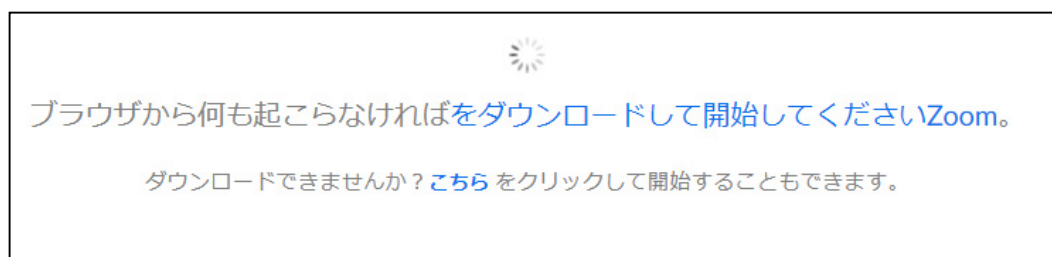 ブラウザから何も起こらなければをダウンロードして開始してくださいZoom。
ダウンロードできませんか？こちら をクリックして開始することもできます。